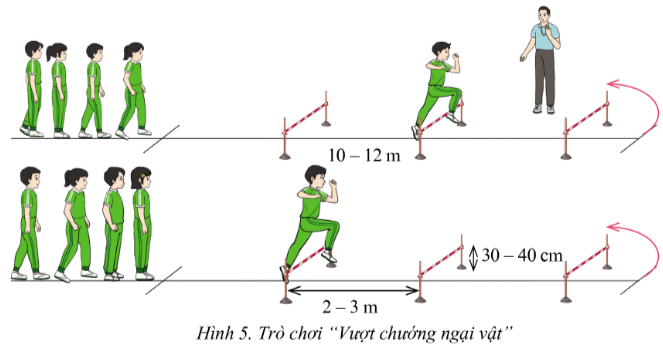 10 – 12 m
30 – 40 cm
2 – 3 m
Hình 5. Trò chơi “Vượt chướng ngại vật”